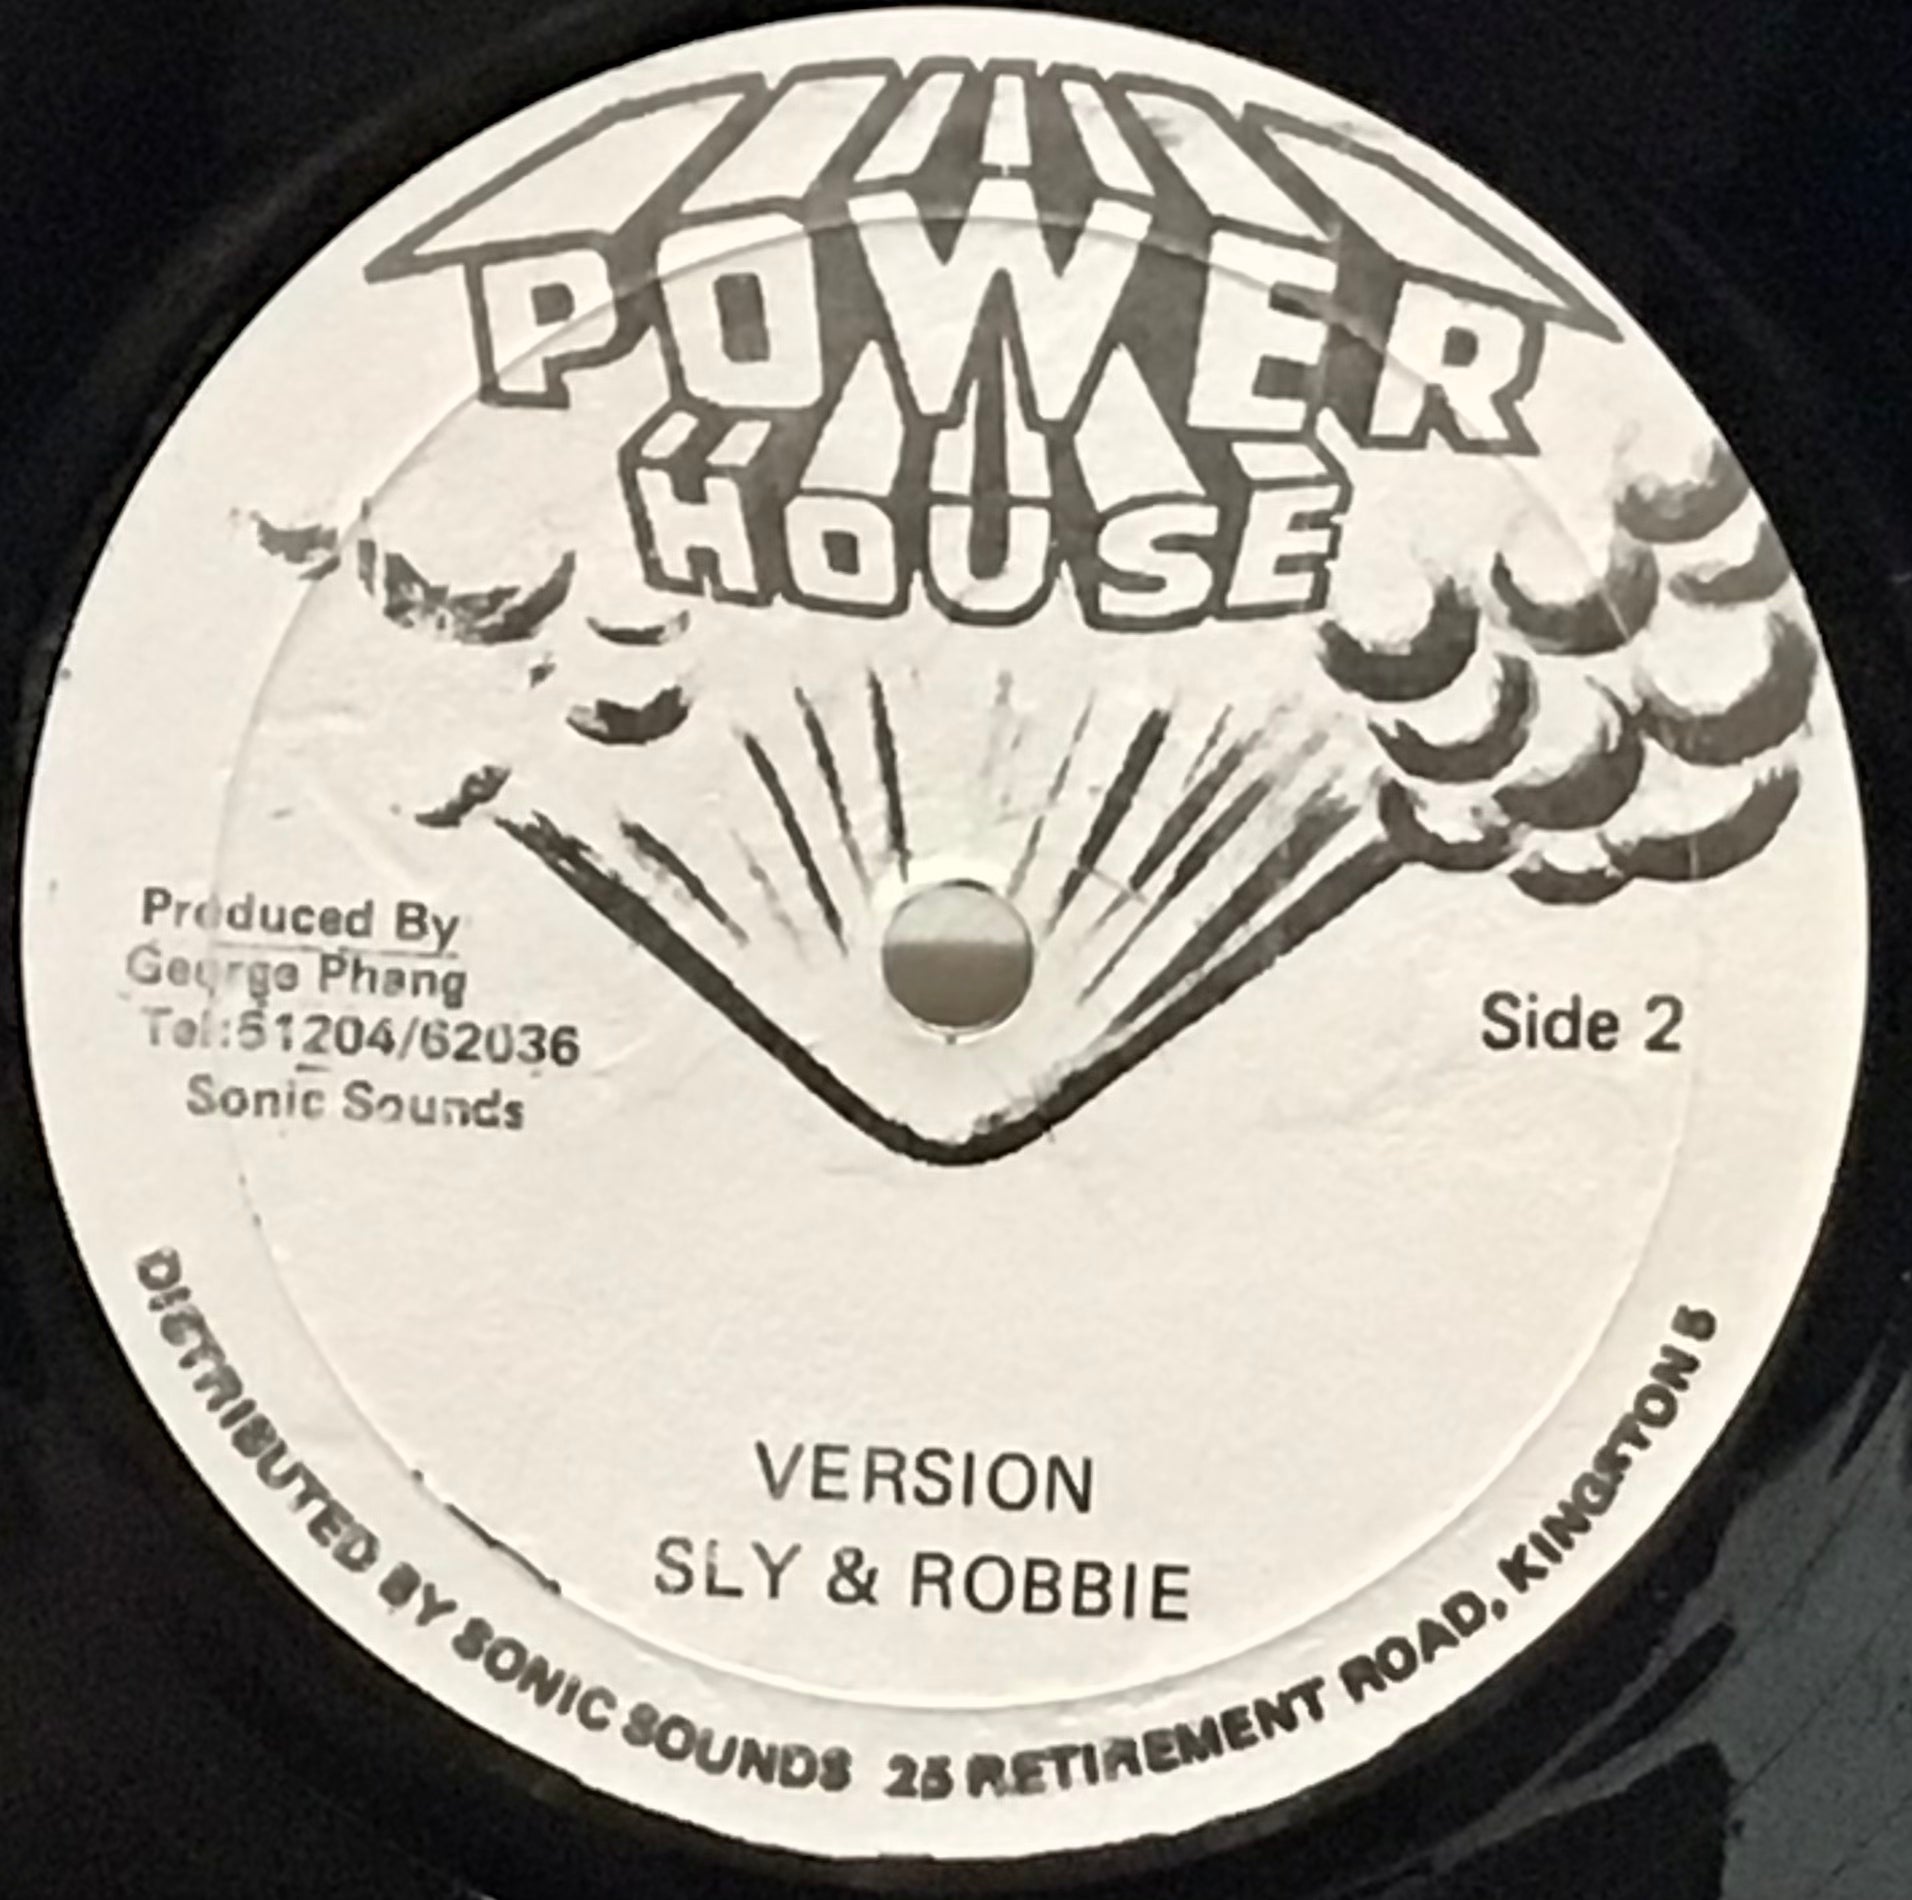 POWER
HOUSE
Produced By
George Phang
Tel:51204/62036
Sonic Sounds
Side 2
VERSION
SLY & ROBBIE
DISTRIBUTED BY SONIC SOUNDS 25 RETIREMENT ROAD, KINGSTON 5